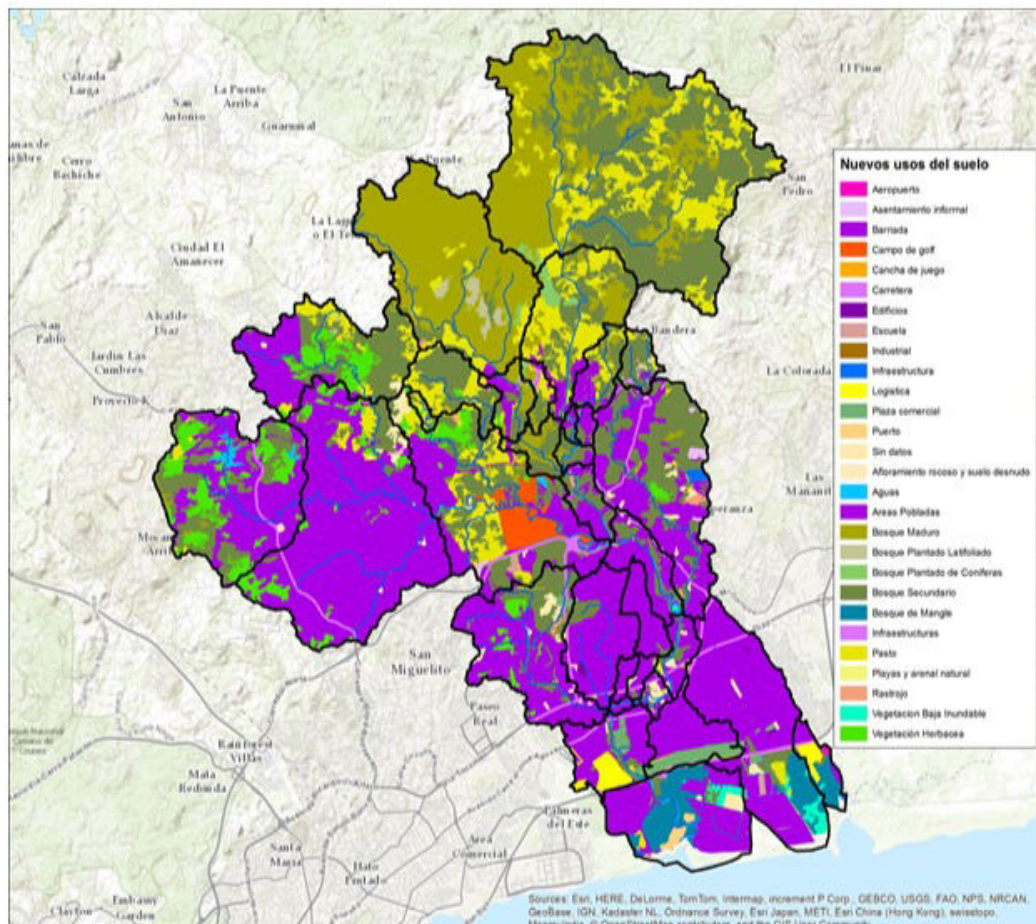 Calzada
Larga
San
Antonio
La Puente
Arriba
Guarumal
El Pinar
Cerro
Bachiche
San
Pedro
Ciudad El
Amanecer
San
Pablo
Alcalde
Díaz
Jardín Las
Cumbres
Bandera
La Colorada
Las
San
Miguelito
Paseo
Real
Rainforest
Villas
Mata
Redonda
Palmeras
del Este
Santa
María
Hato
Pintado
Área
Comercial
Embassy
Garden
Clayton
Nuevos usos del suelo
Aeropuerto
Asentamiento informal
Barriada
Campo de golf
Cancha de juego
Carretera
Edificios
Escuela
Industrial
Infraestructura
Logistica
Plaza comercial
Puerto
Sin datos
Afloramiento rocoso y suelo desnudo
Aguas
Areas Pobladas
Bosque Maduro
Bosque Plantado Latifoliado
Bosque Plantado de Coniferas
Bosque Secundario
Bosque de Mangle
Infraestructuras
Pasto
Playas y arenal natural
Rastrojo
Vegetacion Baja Inundable
Vegetación Herbacea
Sources: Esri, HERE, DeLorme, TomTom, Intermap, increment P Corp., GEBCO, USGS, FAO, NPS, NRCAN,
GeoBase, IGN, Kadaster NL, Ordnance Survey, Esri Japan, METI, Esri China (Hong Kong), swisstopo,